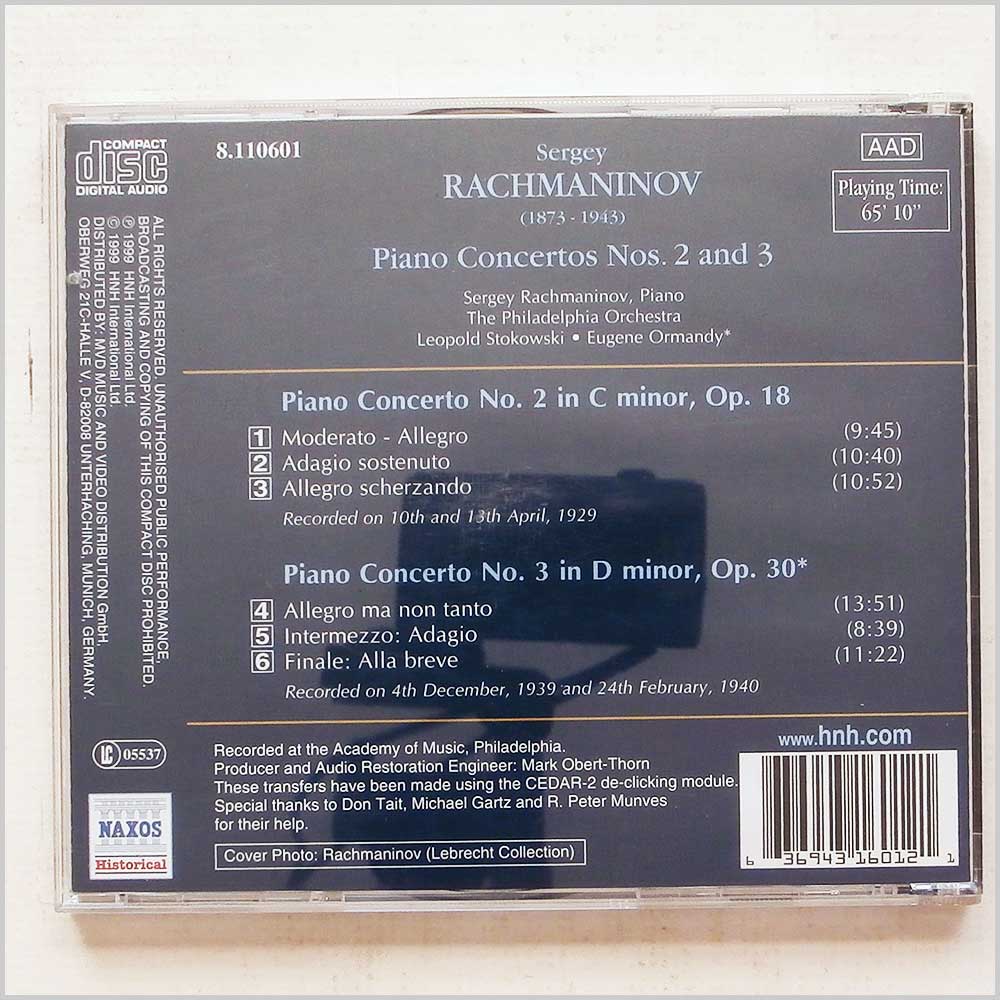 COMPACT
disc
DIGITAL AUDIO
8.110601
Sergey
RACHMANINOV
(1873 - 1943)
Piano Concertos Nos. 2 and 3
AAD
Playing Time:
65' 10"
Sergey Rachmaninov, Piano
The Philadelphia Orchestra
Leopold Stokowski • Eugene Ormandy*
Piano Concerto No. 2 in C minor, Op. 18
1 Moderato - Allegro (9:45)
2 Adagio sostenuto (10:40)
3 Allegro scherzando (10:52)
Recorded on 10th and 13th April, 1929
Piano Concerto No. 3 in D minor, Op. 30*
4 Allegro ma non tanto (13:51)
5 Intermezzo: Adagio (8:39)
6 Finale: Alla breve (11:22)
Recorded on 4th December, 1939 and 24th February, 1940
Recorded at the Academy of Music, Philadelphia.
Producer and Audio Restoration Engineer: Mark Obert-Thorn
These transfers have been made using the CEDAR-2 de-clicking module.
Special thanks to Don Tait, Michael Gartz and R. Peter Munves
for their help.
Cover Photo: Rachmaninov (Lebrecht Collection)
www.hnh.com
6 36943 16012 1
ALL RIGHTS RESERVED. UNAUTHORISED PUBLIC PERFORMANCE,
BROADCASTING AND COPYING OF THIS COMPACT DISC PROHIBITED.
℗ 1999 HNH International Ltd.
© 1999 HNH International Ltd.
DISTRIBUTED BY: MVD MUSIC AND VIDEO DISTRIBUTION GmbH,
OBERWEG 21C-HALLE V, D-82008 UNTERHACHING, MUNICH, GERMANY.
LC 05537
NAXOS
Historical